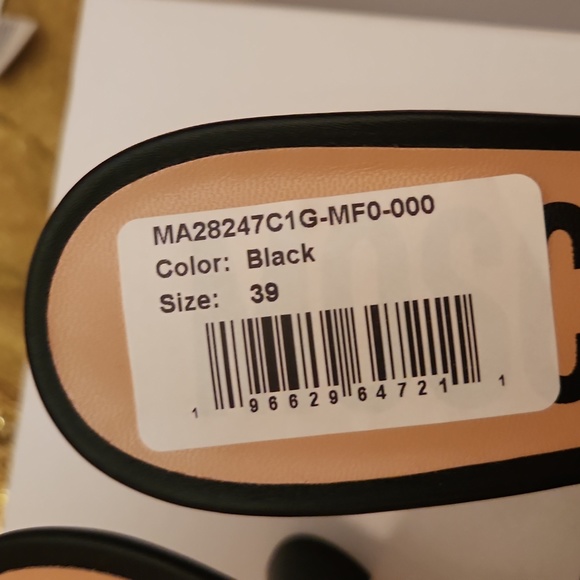 MA28247C1G-MF0-000
Color: Black
Size: 39
1 96629 64721 1